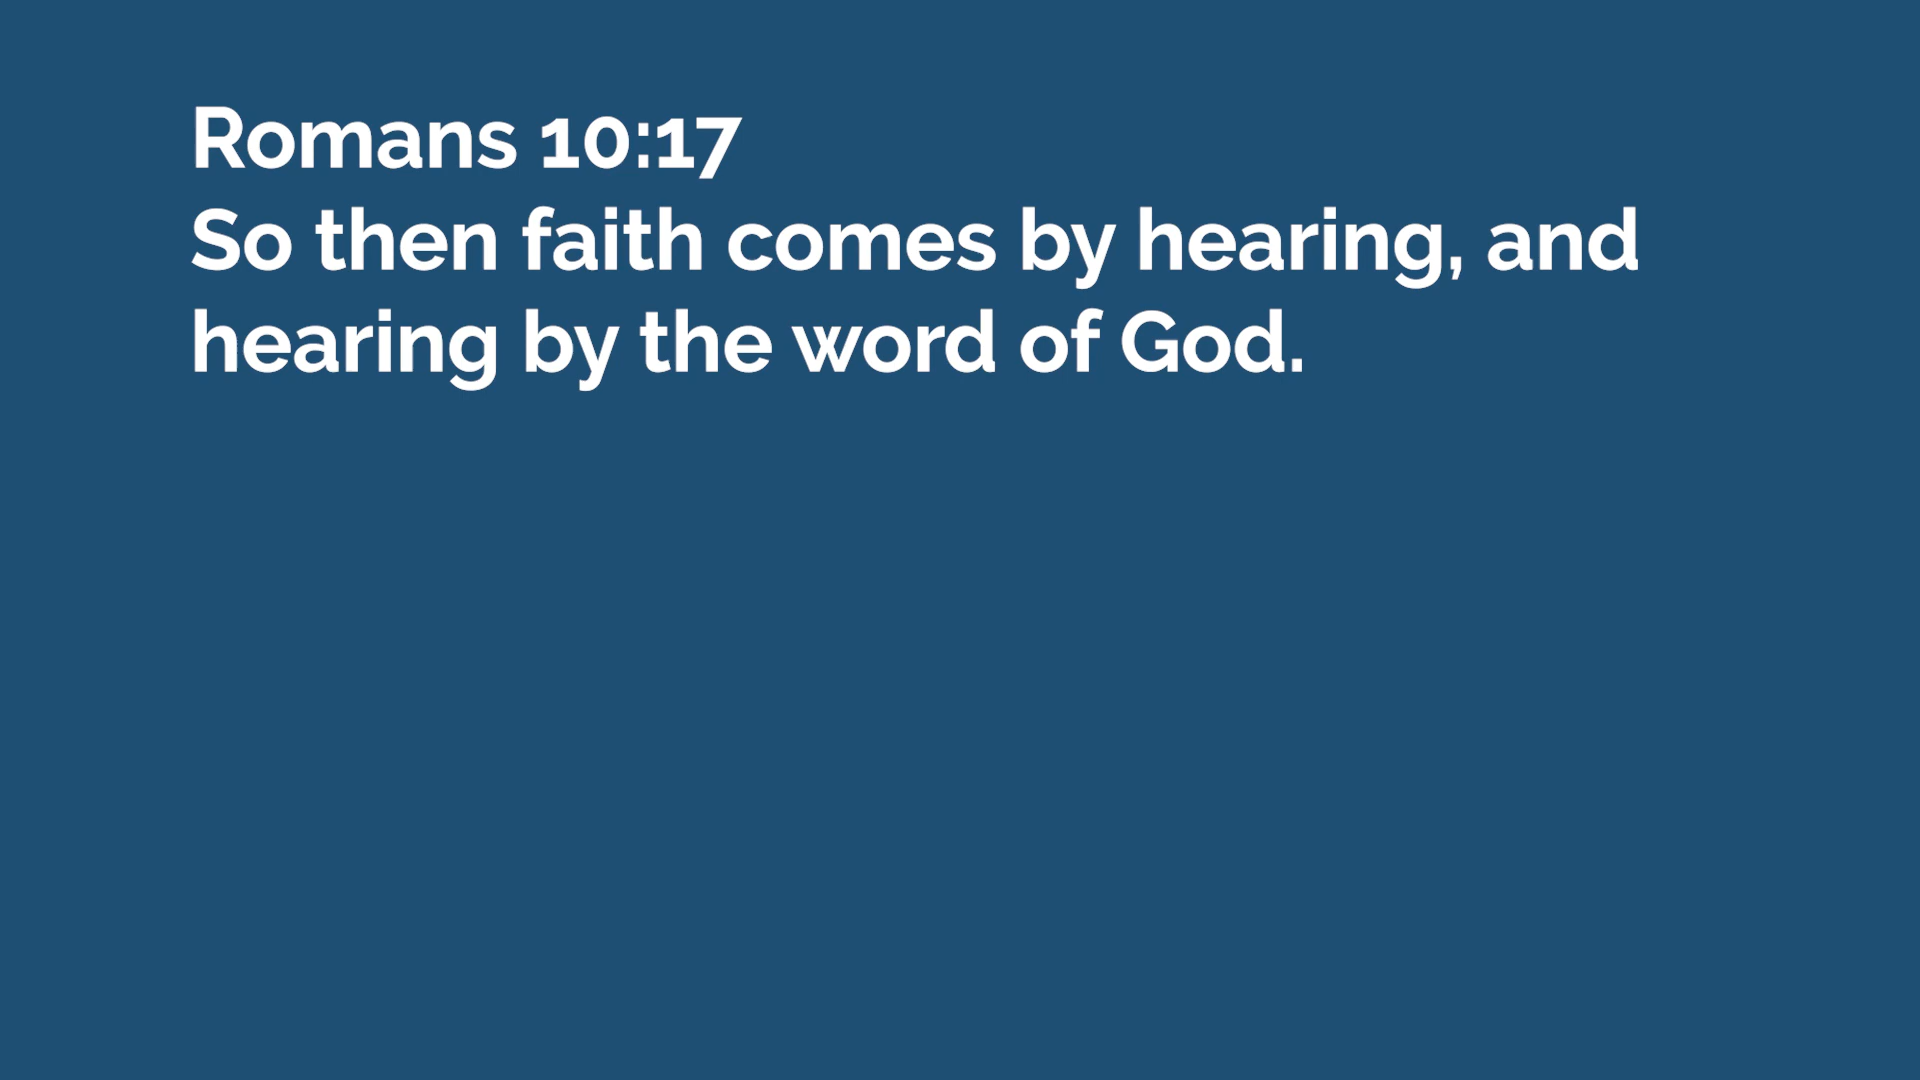 Romans 10:17
So then faith comes by hearing, and
hearing by the word of God.